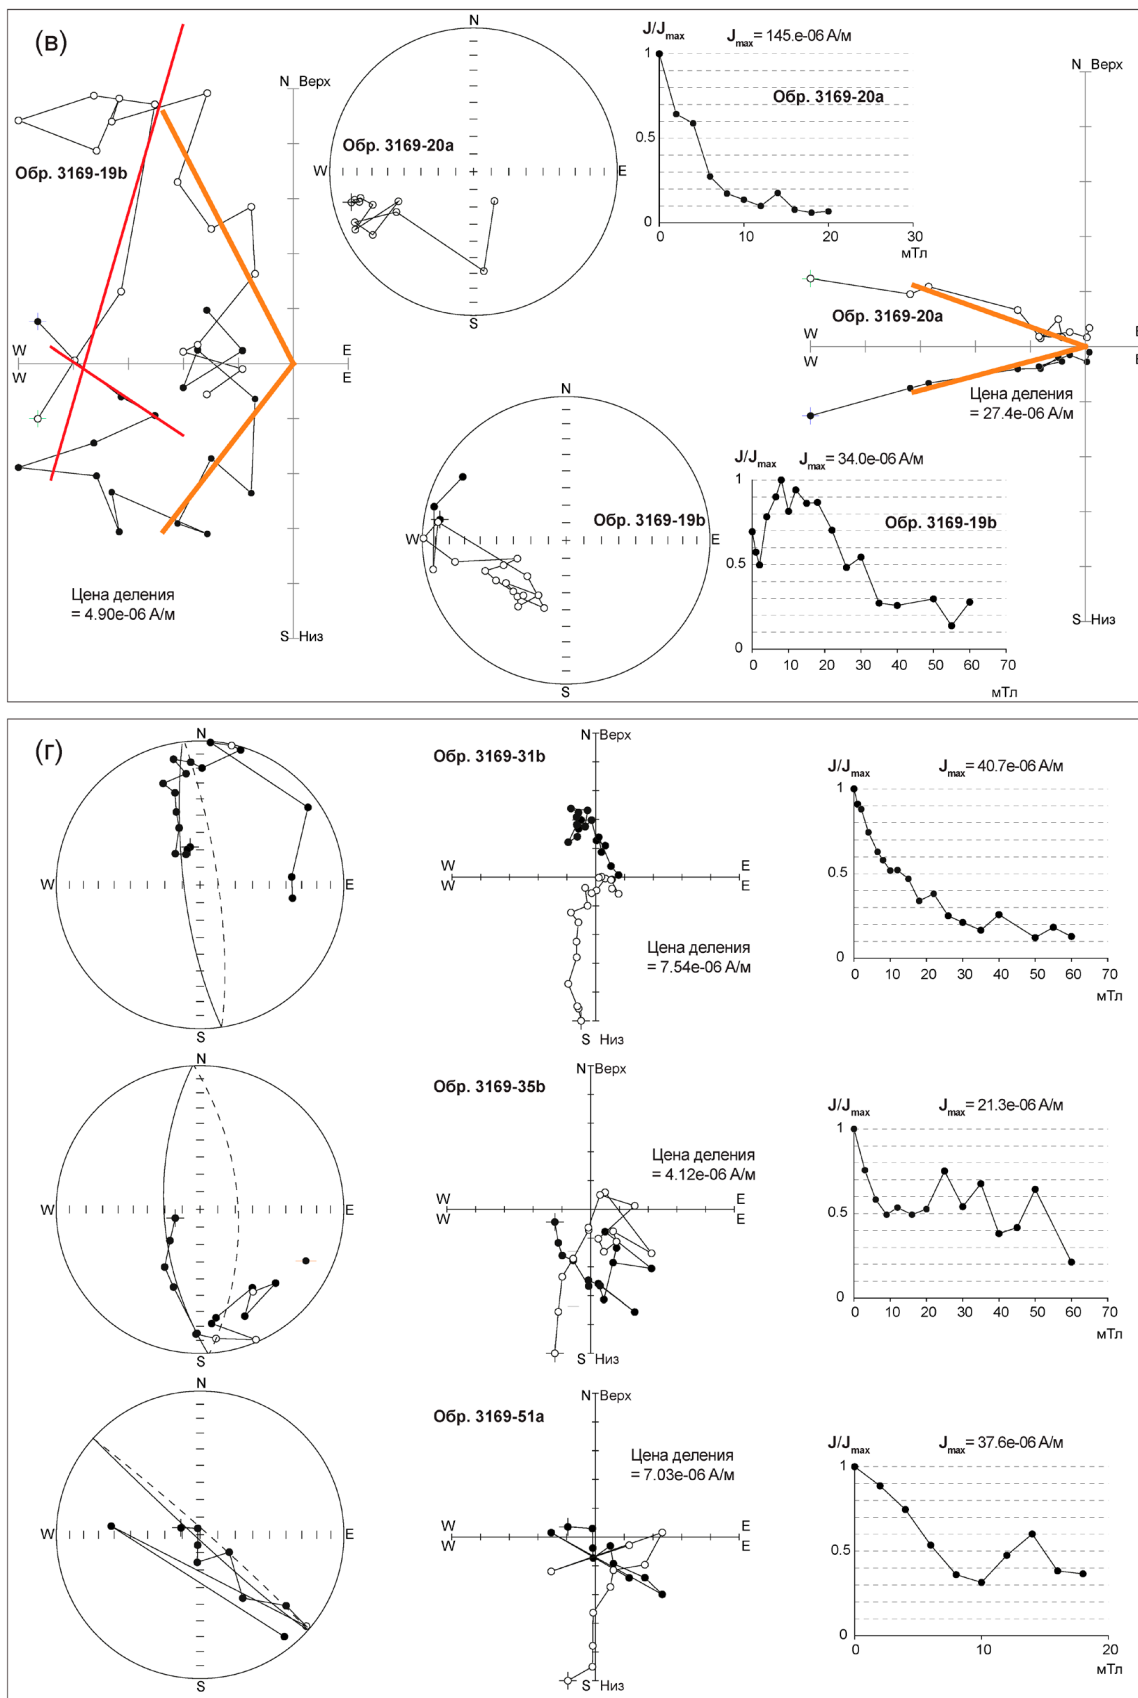 (в)
N Верх
Обр. 3169-19b
W
W
E
E
S Низ
Цена деления
= 4.90e-06 А/м
N
Обр. 3169-20a
W
E
S
J/Jmax
Jmax = 145.e-06 А/м
Обр. 3169-20a
1
0.5
0
0 10 20 30
мТл
N Верх
W
W
Обр. 3169-20a
Цена деления
= 27.4e-06 А/м
S Низ
N
W
Обр. 3169-19b
E
S
J/Jmax
Jmax = 34.0e-06 А/м
Обр. 3169-19b
1
0.5
0
0 10 20 30 40 50 60 70
мТл
(г)
N
W
E
S
Обр. 3169-31b
N Верх
W
W
E
E
S Низ
Цена деления
= 7.54e-06 А/м
J/Jmax
Jmax = 40.7e-06 А/м
1
0.5
0
0 10 20 30 40 50 60 70
мТл
N
W
E
S
Обр. 3169-35b
N Верх
W
W
E
E
S Низ
Цена деления
= 4.12e-06 А/м
J/Jmax
Jmax = 21.3e-06 А/м
1
0.5
0
0 10 20 30 40 50 60 70
мТл
N
W
E
S
Обр. 3169-51a
N Верх
W
W
E
E
S Низ
Цена деления
= 7.03e-06 А/м
J/Jmax
Jmax = 37.6e-06 А/м
1
0.5
0
0 10 20
мТл